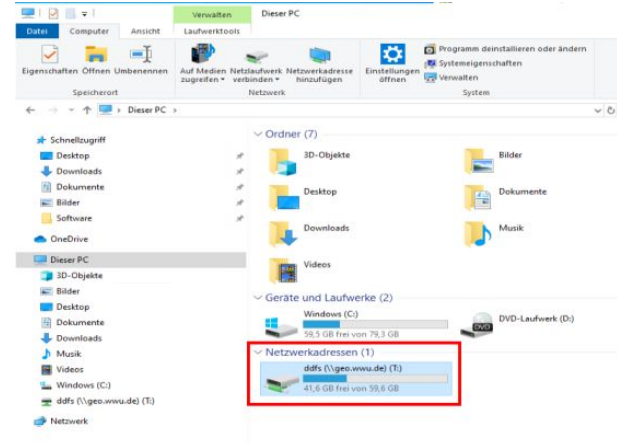 Verwalten Dieser PC
Datei Computer Ansicht Laufwerktools
Eigenschaften Öffnen Umbenennen
Auf Medien zugreifen
Netzlaufwerk verbinden
Netzwerkadresse hinzufügen
Einstellungen öffnen
Programm deinstallieren oder ändern
Systemeigenschaften
Verwalten
Speicherort Netzwerk System
Dieser PC
Schnellzugriff
Desktop
Downloads
Dokumente
Bilder
Software
OneDrive
Dieser PC
3D-Objekte
Bilder
Desktop
Dokumente
Downloads
Musik
Videos
Windows (C:)
ddfs (\\geo.wwu.de) (T:)
Netzwerk
Ordner (7)
3D-Objekte
Bilder
Desktop
Dokumente
Downloads
Musik
Videos
Geräte und Laufwerke (2)
Windows (C:)
59,5 GB frei von 79,3 GB
DVD-Laufwerk (D:)
DVD
Netzwerkadressen (1)
ddfs (\\geo.wwu.de) (T:)
41,6 GB frei von 59,6 GB